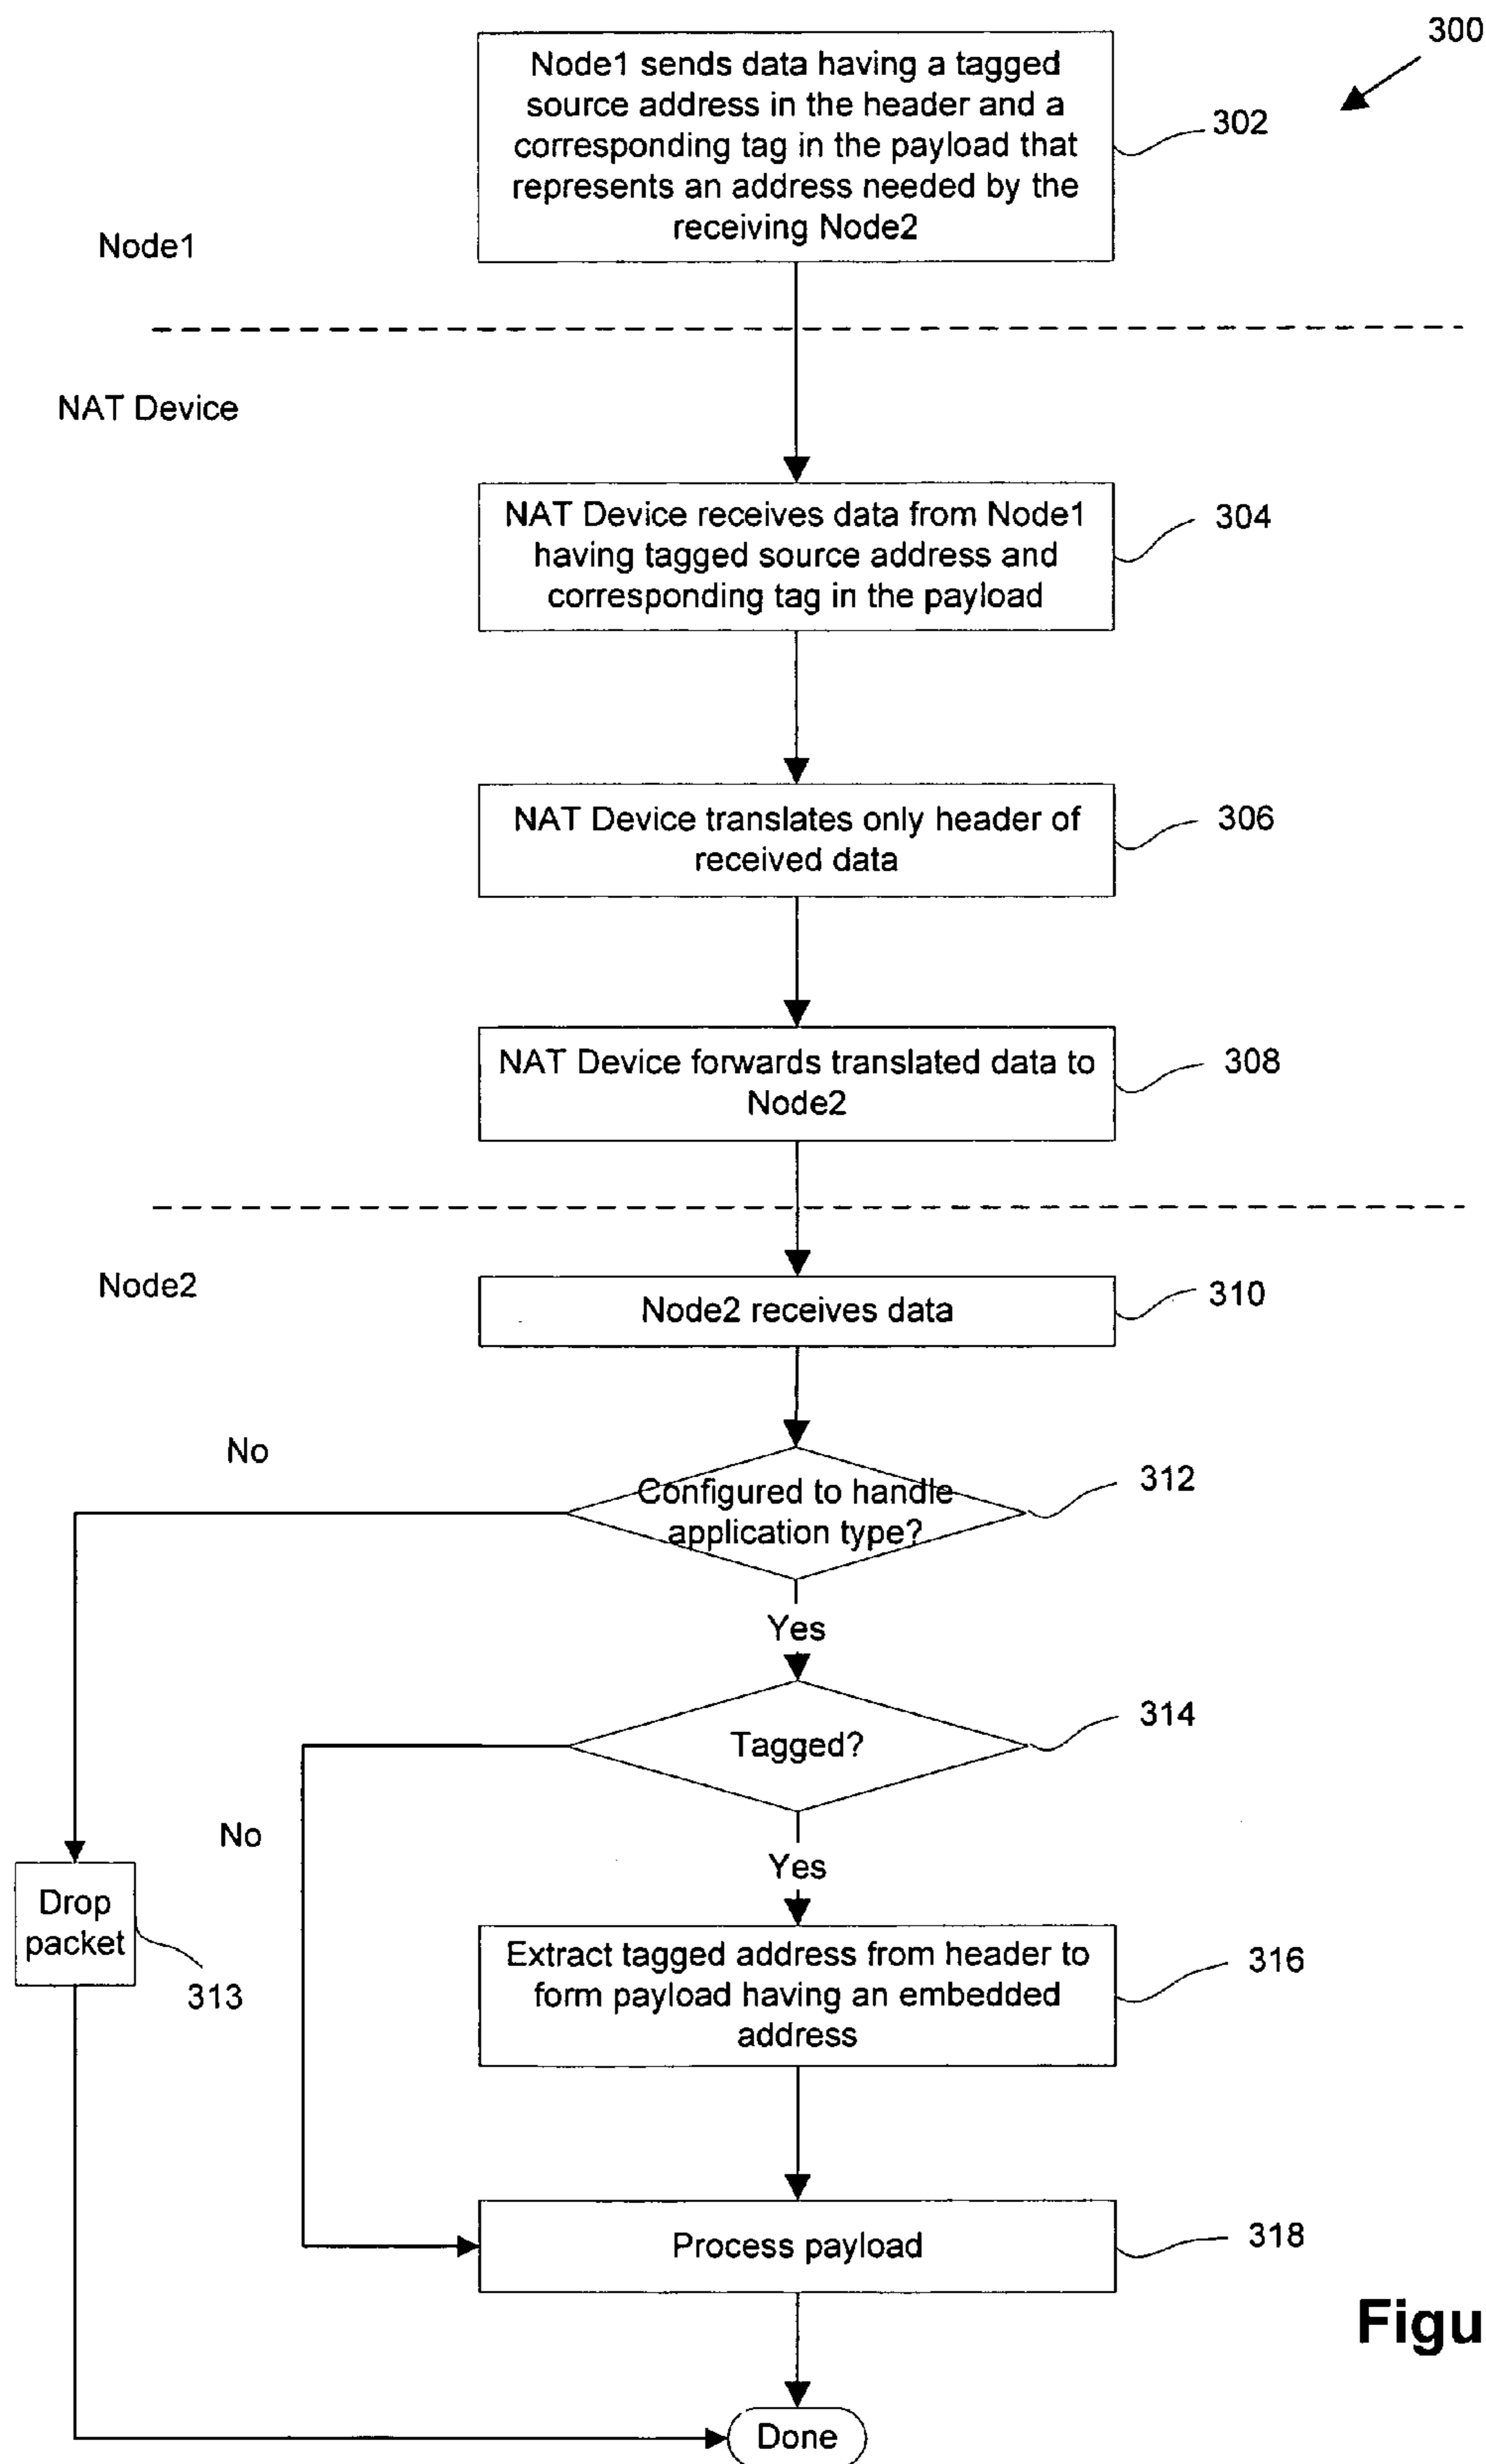 300
Node1 sends data having a tagged
source address in the header and a
corresponding tag in the payload that
represents an address needed by the
receiving Node2
302
Node1
NAT Device
NAT Device receives data from Node1
having tagged source address and
corresponding tag in the payload
304
NAT Device translates only header of
received data
306
NAT Device forwards translated data to
Node2
308
Node2
Node2 receives data
310
No
Configured to handle
application type?
312
Yes
Tagged?
314
No
Yes
Drop
packet
313
Extract tagged address from header to
form payload having an embedded
address
316
Process payload
318
Figu
Done